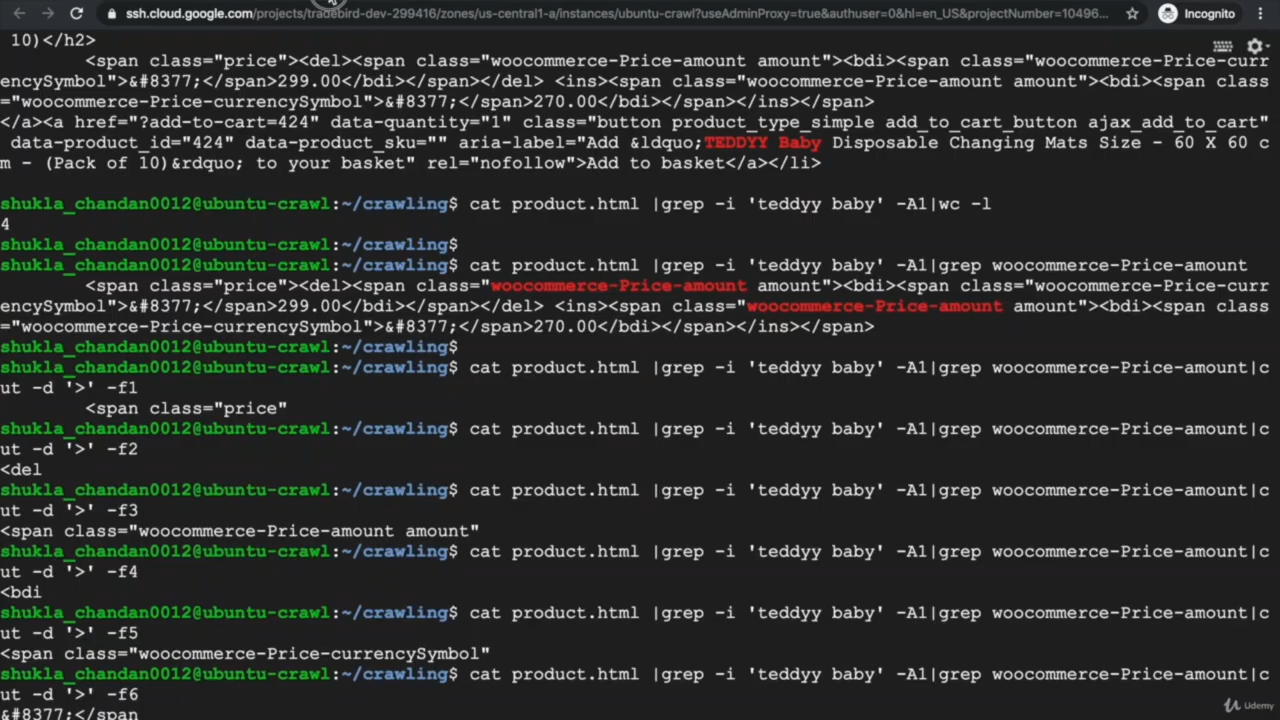 ssh.cloud.google.com/projects/tradebird-dev-299416/zones/us-central1-a/instances/ubuntu-crawl?useAdminProxy=true&authuser=0&hl=en_US&projectNumber=10496...
Incognito
10)</h2>
<span class="price"><del><span class="woocommerce-Price-amount amount"><bdi><span class="woocommerce-Price-curr
encySymbol">&#8377;</span>299.00</bdi></span></del> <ins><span class="woocommerce-Price-amount amount"><bdi><span class
="woocommerce-Price-currencySymbol">&#8377;</span>270.00</bdi></span></ins></span>
</a><a href="?add-to-cart=424" data-quantity="1" class="button product_type_simple add_to_cart_button ajax_add_to_cart"
data-product_id="424" data-product_sku="" aria-label="Add &ldquo;TEDDYY Baby Disposable Changing Mats Size - 60 X 60 c
m - (Pack of 10)&rdquo; to your basket" rel="nofollow">Add to basket</a></li>
shukla_chandan0012@ubuntu-crawl:~/crawling$ cat product.html |grep -i 'teddyy baby' -A1|wc -l
4
shukla_chandan0012@ubuntu-crawl:~/crawling$
shukla_chandan0012@ubuntu-crawl:~/crawling$ cat product.html |grep -i 'teddyy baby' -A1|grep woocommerce-Price-amount
<span class="price"><del><span class="woocommerce-Price-amount amount"><bdi><span class="woocommerce-Price-curr
encySymbol">&#8377;</span>299.00</bdi></span></del> <ins><span class="woocommerce-Price-amount amount"><bdi><span class
="woocommerce-Price-currencySymbol">&#8377;</span>270.00</bdi></span></ins></span>
shukla_chandan0012@ubuntu-crawl:~/crawling$
shukla_chandan0012@ubuntu-crawl:~/crawling$ cat product.html |grep -i 'teddyy baby' -A1|grep woocommerce-Price-amount|c
ut -d '>' -f1
<span class="price"
shukla_chandan0012@ubuntu-crawl:~/crawling$ cat product.html |grep -i 'teddyy baby' -A1|grep woocommerce-Price-amount|c
ut -d '>' -f2
<del
shukla_chandan0012@ubuntu-crawl:~/crawling$ cat product.html |grep -i 'teddyy baby' -A1|grep woocommerce-Price-amount|c
ut -d '>' -f3
<span class="woocommerce-Price-amount amount"
shukla_chandan0012@ubuntu-crawl:~/crawling$ cat product.html |grep -i 'teddyy baby' -A1|grep woocommerce-Price-amount|c
ut -d '>' -f4
<bdi
shukla_chandan0012@ubuntu-crawl:~/crawling$ cat product.html |grep -i 'teddyy baby' -A1|grep woocommerce-Price-amount|c
ut -d '>' -f5
<span class="woocommerce-Price-currencySymbol"
shukla_chandan0012@ubuntu-crawl:~/crawling$ cat product.html |grep -i 'teddyy baby' -A1|grep woocommerce-Price-amount|c
ut -d '>' -f6
&#8377;</span
Udemy